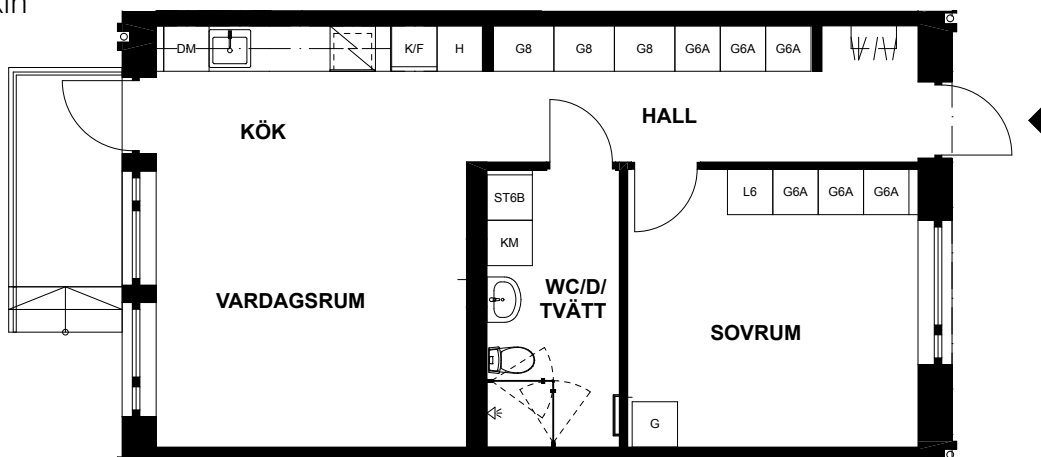 DM
K/F
H
G8
G8
G8
G6A
G6A
G6A
KÖK
HALL
ST6B
KM
L6
G6A
G6A
G6A
VARDAGSRUM
WC/D/
TVÄTT
SOVRUM
G